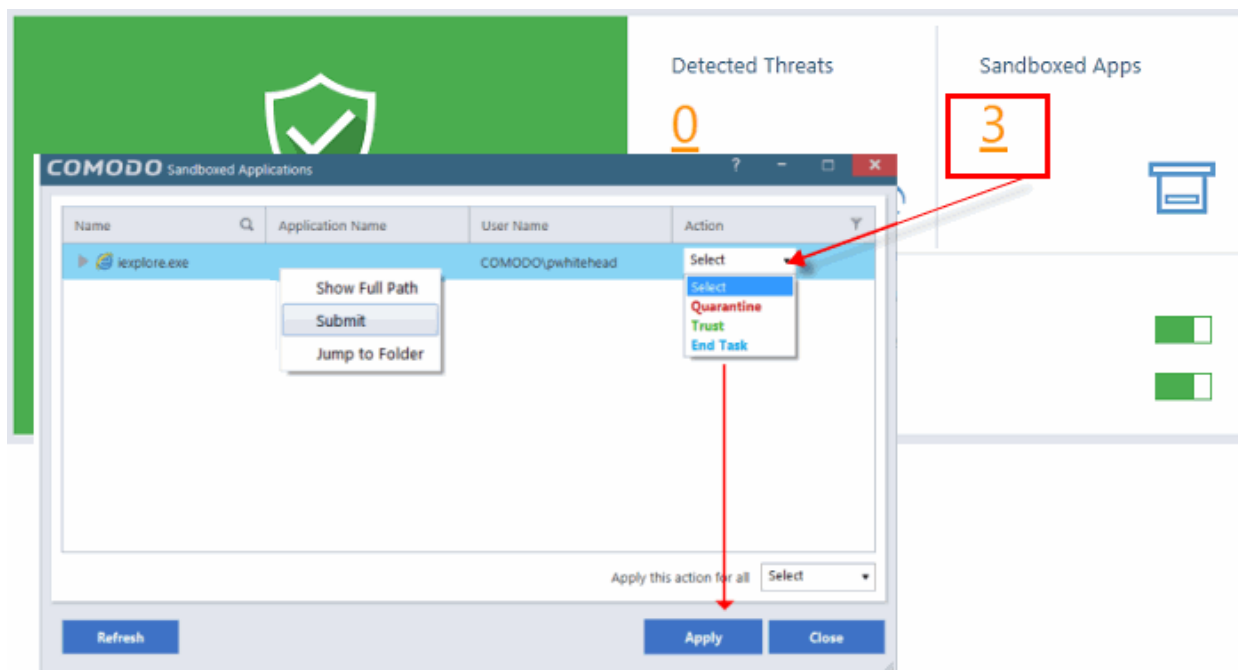 Detected Threats
Sandboxed Apps
0
3
COMODO Sandboxed Applications
?
Name
Application Name
User Name
Action
iexplore.exe
COMODO\pwhitehead
Select
Show Full Path
Submit
Jump to Folder
Select
Quarantine
Trust
End Task
Apply this action for all
Select
Refresh
Apply
Close